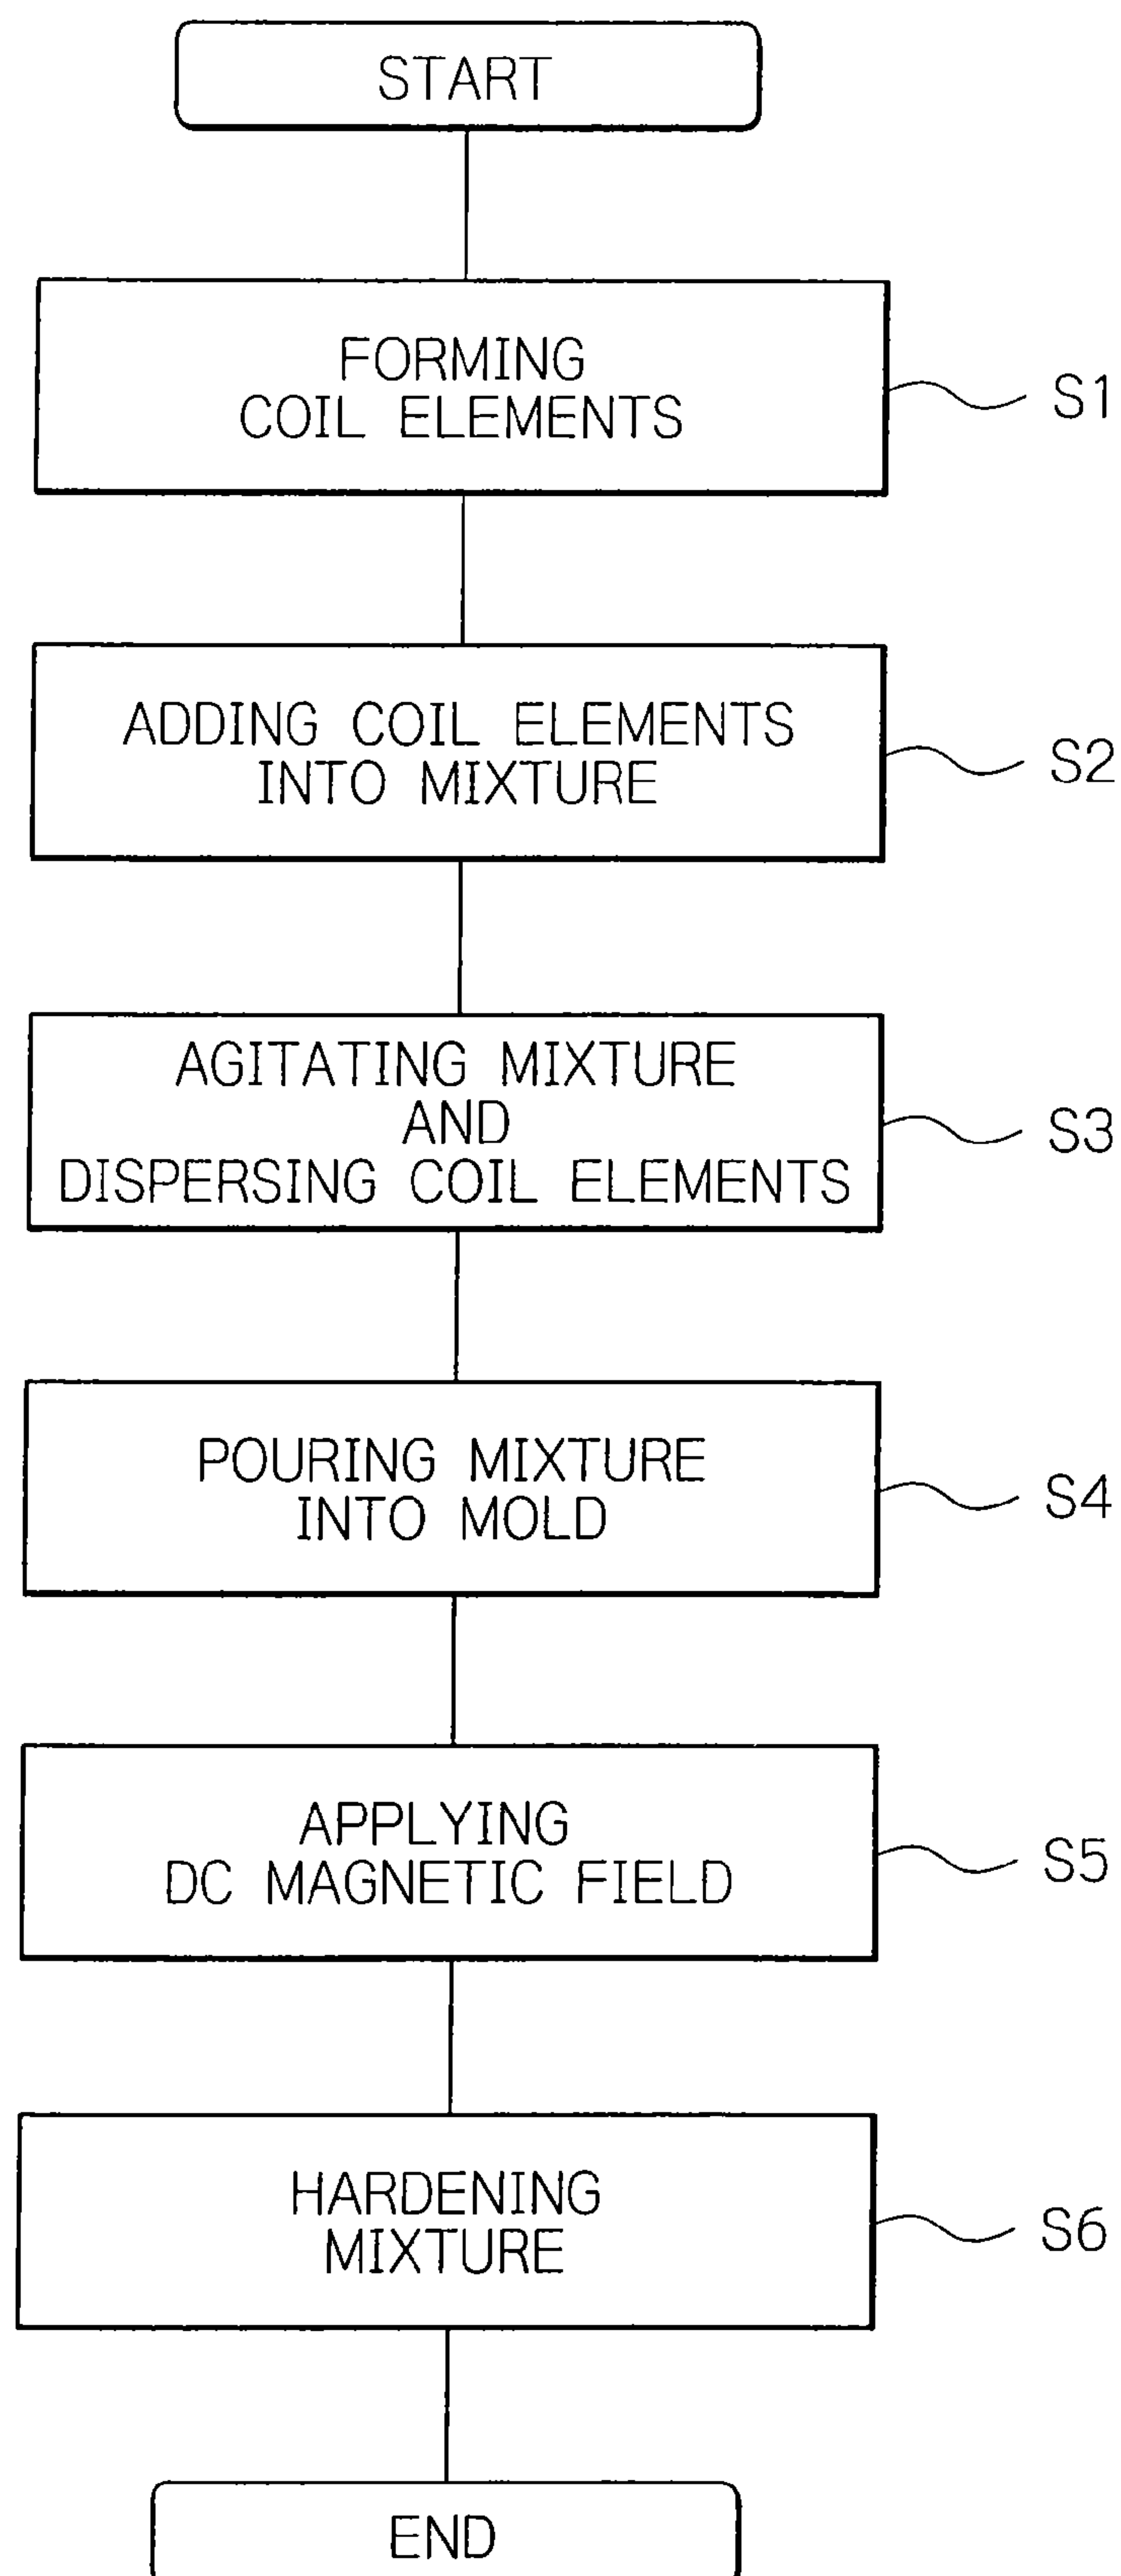 START
FORMING
COIL ELEMENTS
S1
ADDING COIL ELEMENTS
INTO MIXTURE
S2
AGITATING MIXTURE
AND
DISPERSING COIL ELEMENTS
S3
POURING MIXTURE
INTO MOLD
S4
APPLYING
DC MAGNETIC FIELD
S5
HARDENING
MIXTURE
S6
END